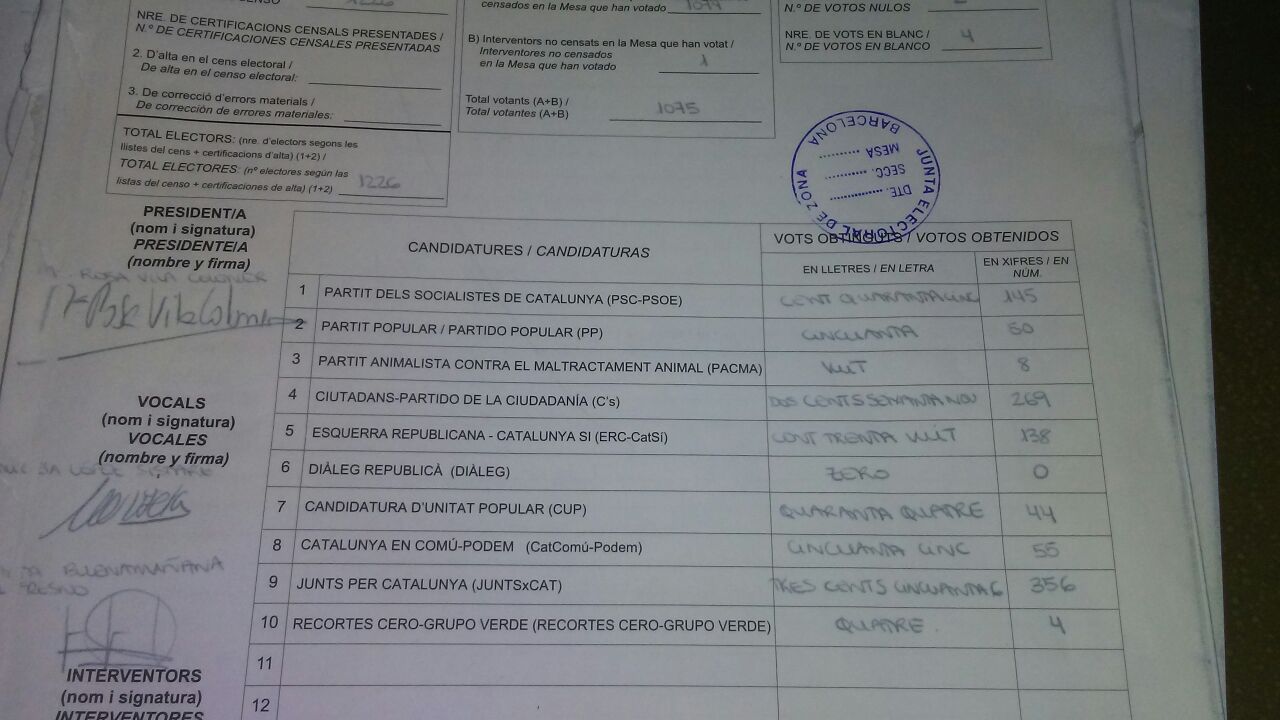 1226
NRE. DE CERTIFICACIONS CENSALS PRESENTADES /
N.º DE CERTIFICACIONES CENSALES PRESENTADAS
2. D'alta en el cens electoral /
De alta en el censo electoral:
3. De correcció d'errors materials /
De corrección de errores materiales:
TOTAL ELECTORS: (nre. d'electors segons les
llistes del cens + certificacions d'alta) (1+2) /
TOTAL ELECTORES: (nº electores según las
listas del censo + certificaciones de alta) (1+2) 1226
censados en la Mesa que han votado 1074
B) Interventors no censats en la Mesa que han votat /
Interventores no censados
en la Mesa que han votado 1
Total votants (A+B) /
Total votantes (A+B) 1075
N.º DE VOTOS NULOS
NRE. DE VOTS EN BLANC /
N.º DE VOTOS EN BLANCO 4
JUNTA ELECTORAL DE ZONA
BARCELONA
DTE.
SECC.
MESA
PRESIDENT/A
(nom i signatura)
PRESIDENTE/A
(nombre y firma)
VOCALS
(nom i signatura)
VOCALES
(nombre y firma)
BUENAMAÑANA
INTERVENTORS
(nom i signatura)
INTERVENTORES
CANDIDATURES / CANDIDATURAS
VOTS OBTINGUTS / VOTOS OBTENIDOS
EN LLETRES / EN LETRA
EN XIFRES / EN
NÚM.
1 PARTIT DELS SOCIALISTES DE CATALUNYA (PSC-PSOE) CENT QUARANTA CINC 145
2 PARTIT POPULAR / PARTIDO POPULAR (PP) CINCUANTA 50
3 PARTIT ANIMALISTA CONTRA EL MALTRACTAMENT ANIMAL (PACMA) VUIT 8
4 CIUTADANS-PARTIDO DE LA CIUDADANÍA (C's) DOS CENTS SEIXANTA NOU 269
5 ESQUERRA REPUBLICANA - CATALUNYA SI (ERC-CatSí) CENT TRENTA VUIT 138
6 DIÀLEG REPUBLICÀ (DIÀLEG) ZERO 0
7 CANDIDATURA D'UNITAT POPULAR (CUP) QUARANTA QUATRE 44
8 CATALUNYA EN COMÚ-PODEM (CatComú-Podem) CINCUANTA CINC 55
9 JUNTS PER CATALUNYA (JUNTSxCAT) TRES CENTS CINCUANTA 6 356
10 RECORTES CERO-GRUPO VERDE (RECORTES CERO-GRUPO VERDE) QUATRE. 4
11
12